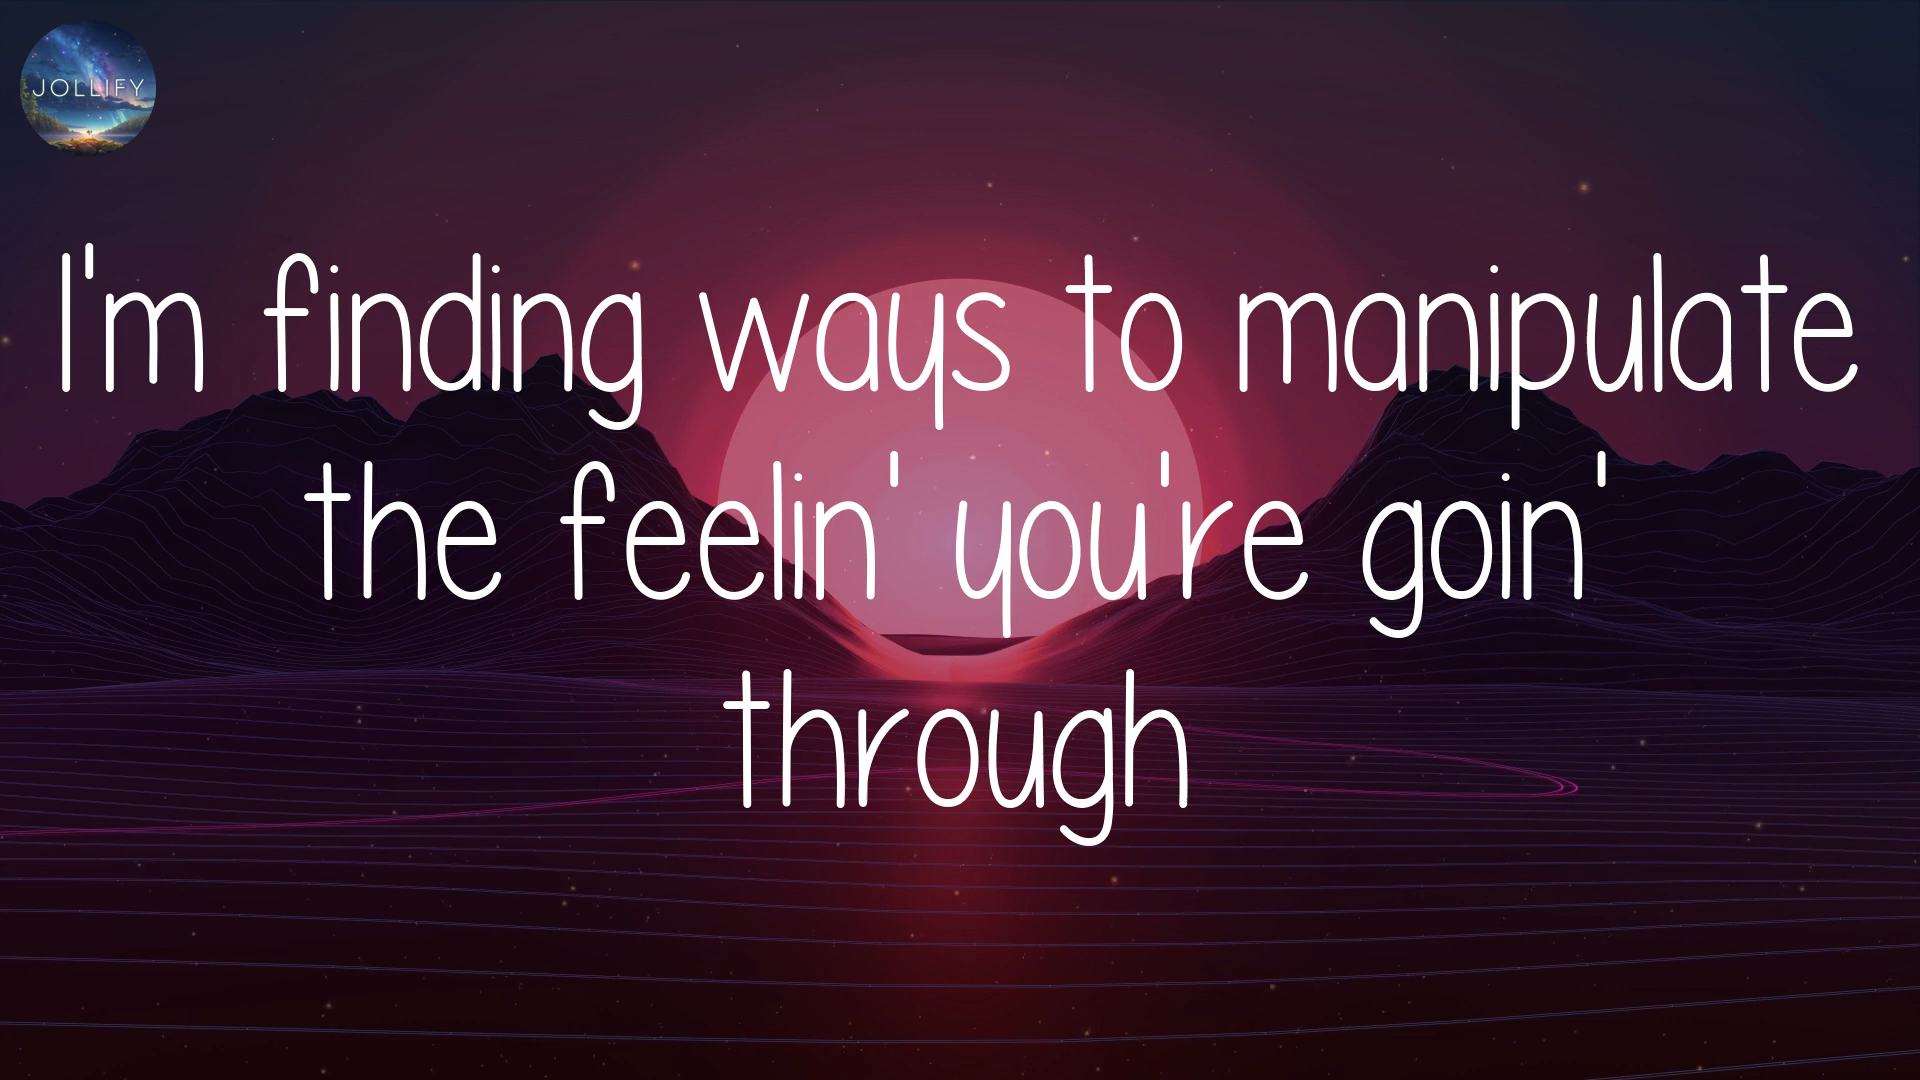 JOLLIFY
I'm finding ways to manipulate
the feelin' you're goin'
through